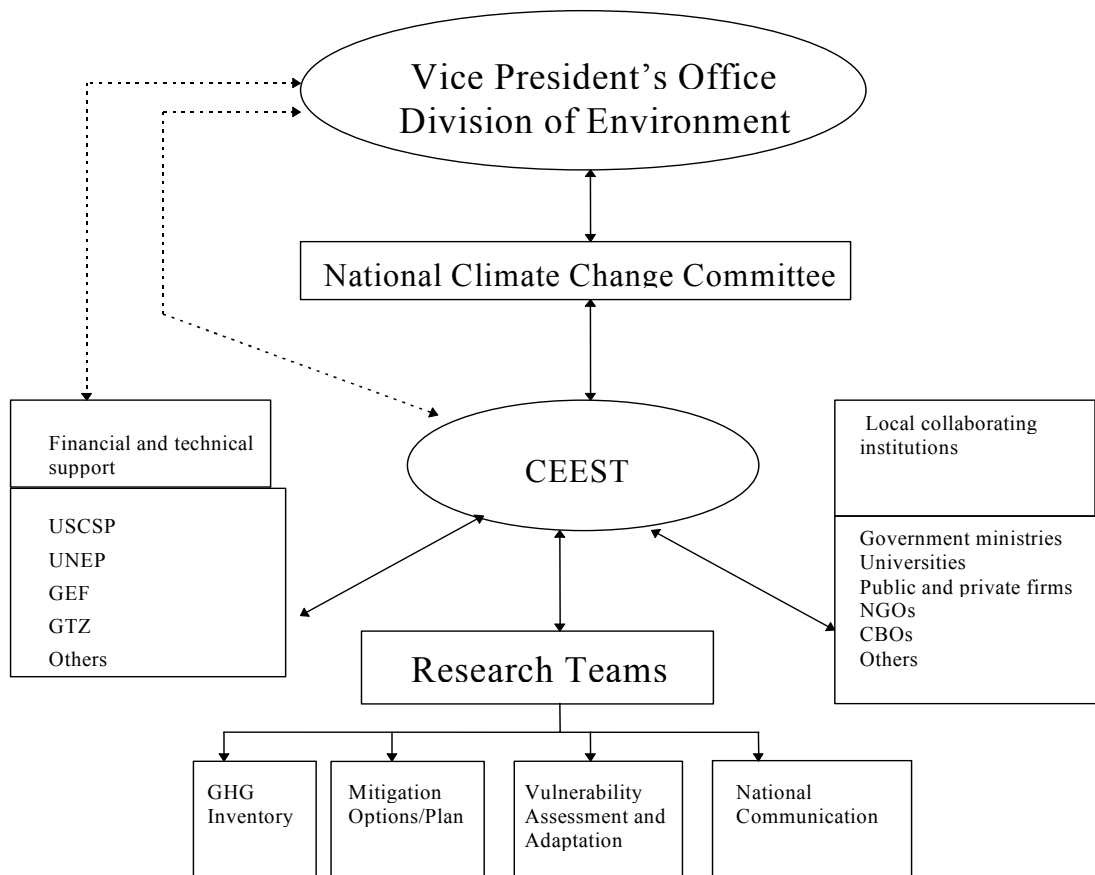 Vice President’s Office
Division of Environment
National Climate Change Committee
Financial and technical
support
USCSP
UNEP
GEF
GTZ
Others
CEEST
Local collaborating
institutions
Government ministries
Universities
Public and private firms
NGOs
CBOs
Others
Research Teams
GHG
Inventory
Mitigation
Options/Plan
Vulnerability
Assessment and
Adaptation
National
Communication